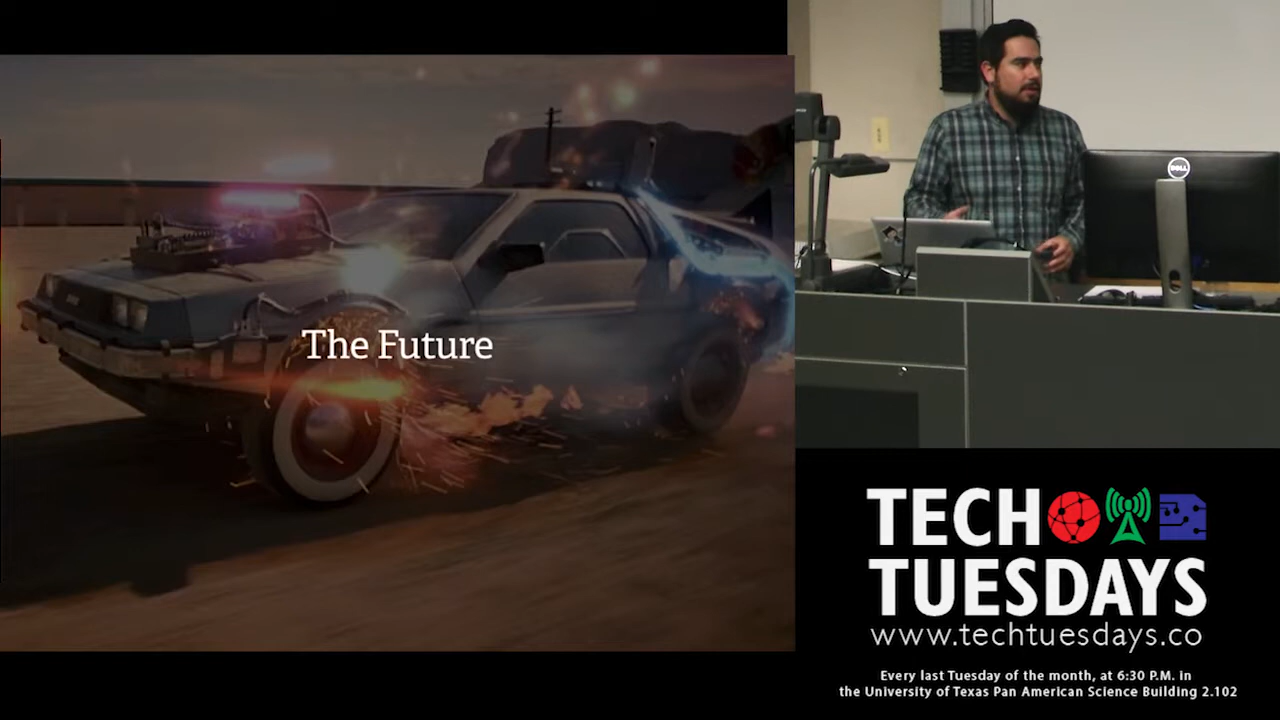 The Future
DELL
TECH
TUESDAYS
www.techtuesdays.co
Every last Tuesday of the month, at 6:30 P.M. in
the University of Texas Pan American Science Building 2.102